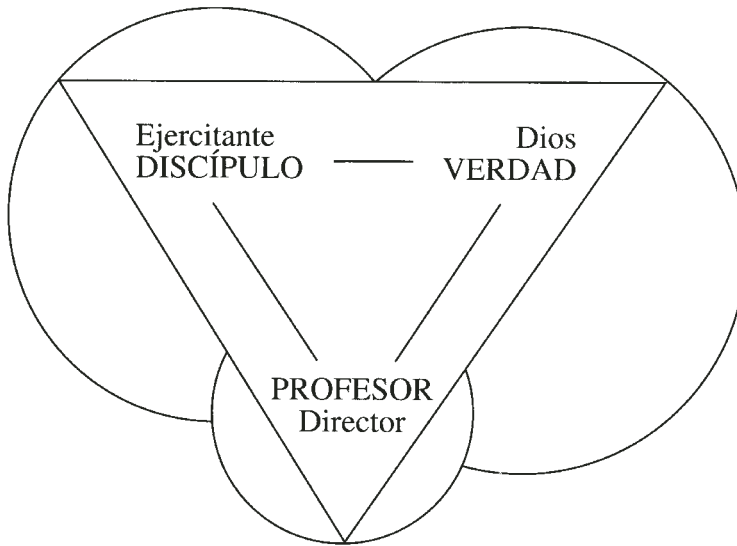 Ejercitante
DISCÍPULO
Dios
VERDAD
PROFESOR
Director